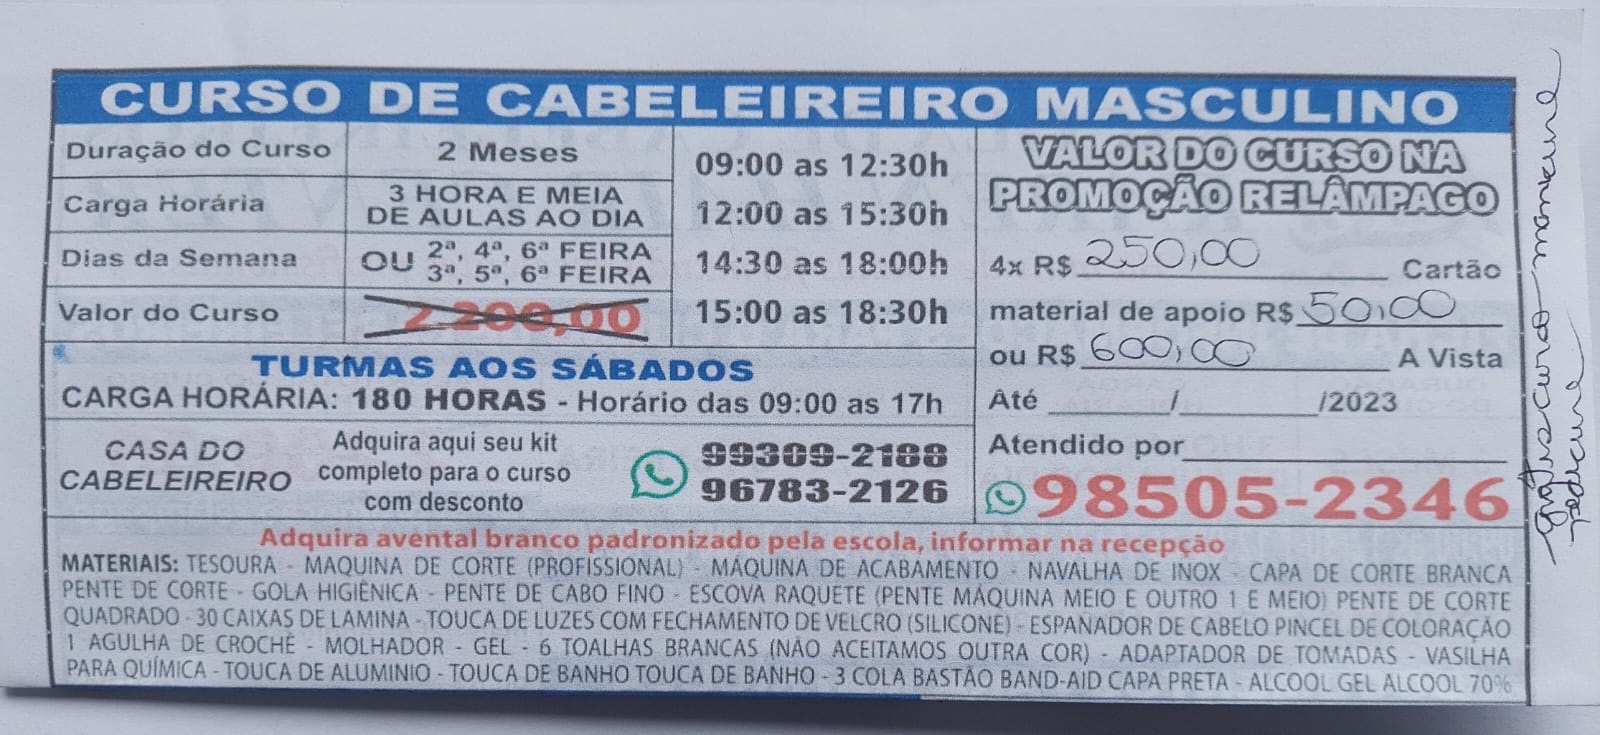 CURSO DE CABELEIREIRO MASCULINO
Duração do Curso 2 Meses
Carga Horária 3 HORA E MEIA
DE AULAS AO DIA
Dias da Semana OU 2ª, 4ª, 6ª FEIRA
3ª, 5ª, 6ª FEIRA
Valor do Curso 2.200,00
09:00 as 12:30h
12:00 as 15:30h
14:30 as 18:00h
15:00 as 18:30h
TURMAS AOS SÁBADOS
CARGA HORÁRIA: 180 HORAS - Horário das 09:00 as 17h
CASA DO
CABELEIREIRO
Adquira aqui seu kit
completo para o curso
com desconto
99309-2188
96783-2126
VALOR DO CURSO NA
PROMOÇÃO RELÂMPAGO
4x R$ 250,00 Cartão
material de apoio R$ 50,00
ou R$ 600,00 A Vista
Até ______/__________/2023
Atendido por____________________
98505-2346
Adquira avental branco padronizado pela escola, informar na recepção
MATERIAIS: TESOURA - MAQUINA DE CORTE (PROFISSIONAL) - MÁQUINA DE ACABAMENTO - NAVALHA DE INOX - CAPA DE CORTE BRANCA
PENTE DE CORTE - GOLA HIGIÊNICA - PENTE DE CABO FINO - ESCOVA RAQUETE (PENTE MÁQUINA MEIO E OUTRO 1 E MEIO) PENTE DE CORTE
QUADRADO - 30 CAIXAS DE LAMINA - TOUCA DE LUZES COM FECHAMENTO DE VELCRO (SILICONE) - ESPANADOR DE CABELO PINCEL DE COLORAÇÃO
1 AGULHA DE CROCHÊ - MOLHADOR - GEL - 6 TOALHAS BRANCAS (NÃO ACEITAMOS OUTRA COR) - ADAPTADOR DE TOMADAS - VASILHA
PARA QUÍMICA - TOUCA DE ALUMINIO - TOUCA DE BANHO TOUCA DE BANHO - 3 COLA BASTÃO BAND-AID CAPA PRETA - ALCOOL GEL ALCOOL 70%
gratis curso manicure
pedicure